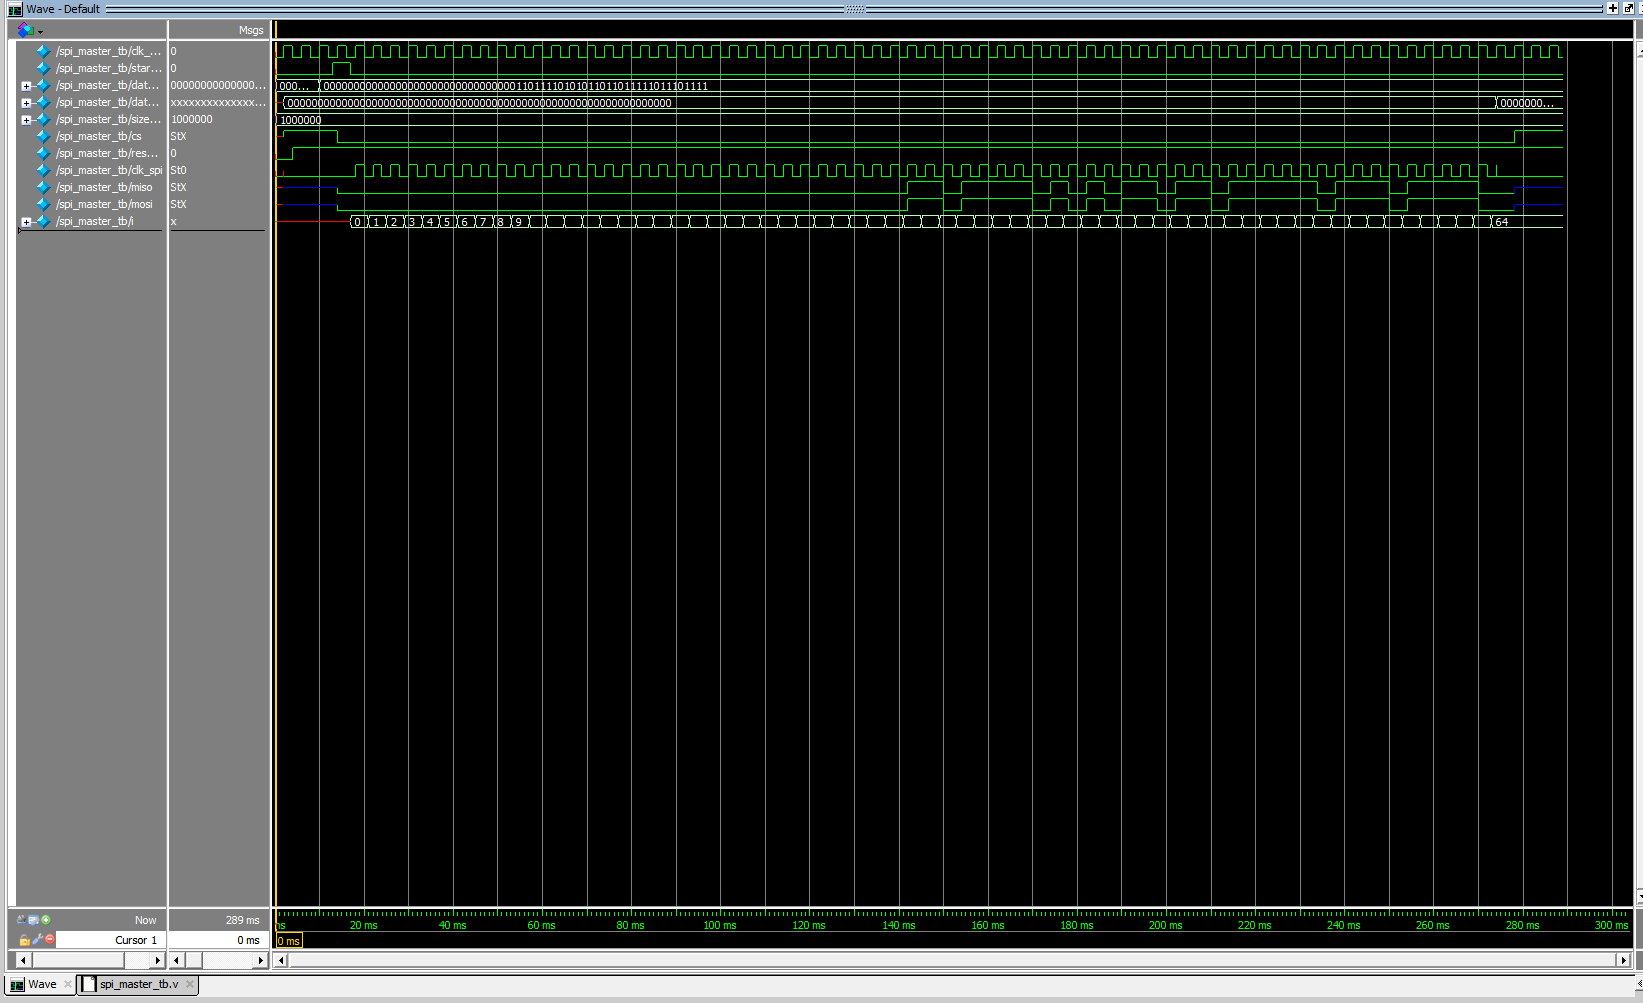 Wave - Default
Msgs
/spi_master_tb/clk_... 0
/spi_master_tb/star... 0
/spi_master_tb/dat... 00000000000000... 000... 0000000000000000000000000000000011011110101011011011111011101111
/spi_master_tb/dat... xxxxxxxxxxxxxx... 0000000000000000000000000000000000000000000000000000000000000000 0000000...
/spi_master_tb/size... 1000000 1000000
/spi_master_tb/cs StX
/spi_master_tb/res... 0
/spi_master_tb/clk_spi St0
/spi_master_tb/miso StX
/spi_master_tb/mosi StX
/spi_master_tb/i x 0 1 2 3 4 5 6 7 8 9 64
Now 289 ms ns 20 ms 40 ms 60 ms 80 ms 100 ms 120 ms 140 ms 160 ms 180 ms 200 ms 220 ms 240 ms 260 ms 280 ms 300 ms
Cursor 1 0 ms 0 ms
Wave spi_master_tb.v